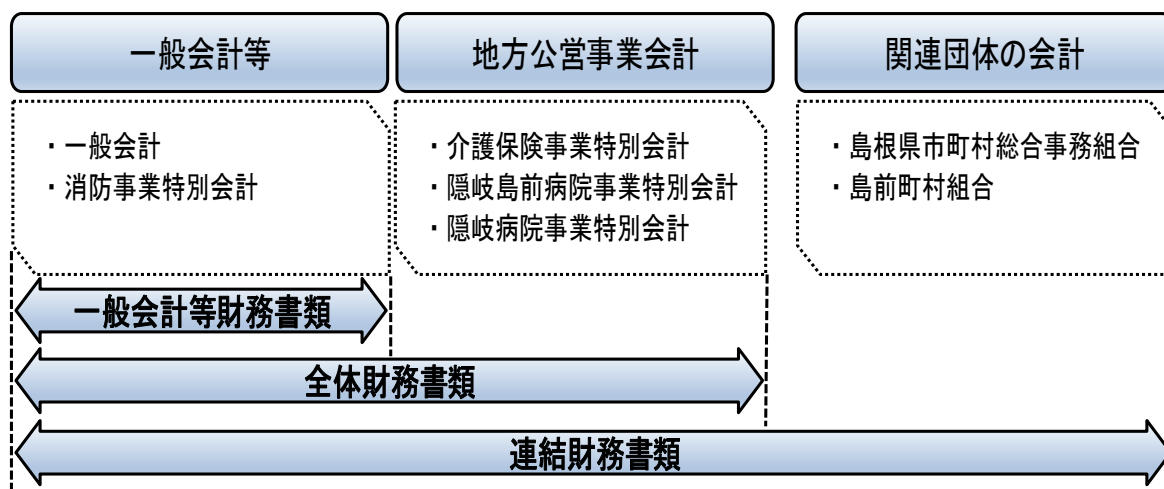 一般会計等
地方公営事業会計
関連団体の会計
・一般会計
・消防事業特別会計
・介護保険事業特別会計
・隠岐島前病院事業特別会計
・隠岐病院事業特別会計
・島根県市町村総合事務組合
・島前町村組合
一般会計等財務書類
全体財務書類
連結財務書類